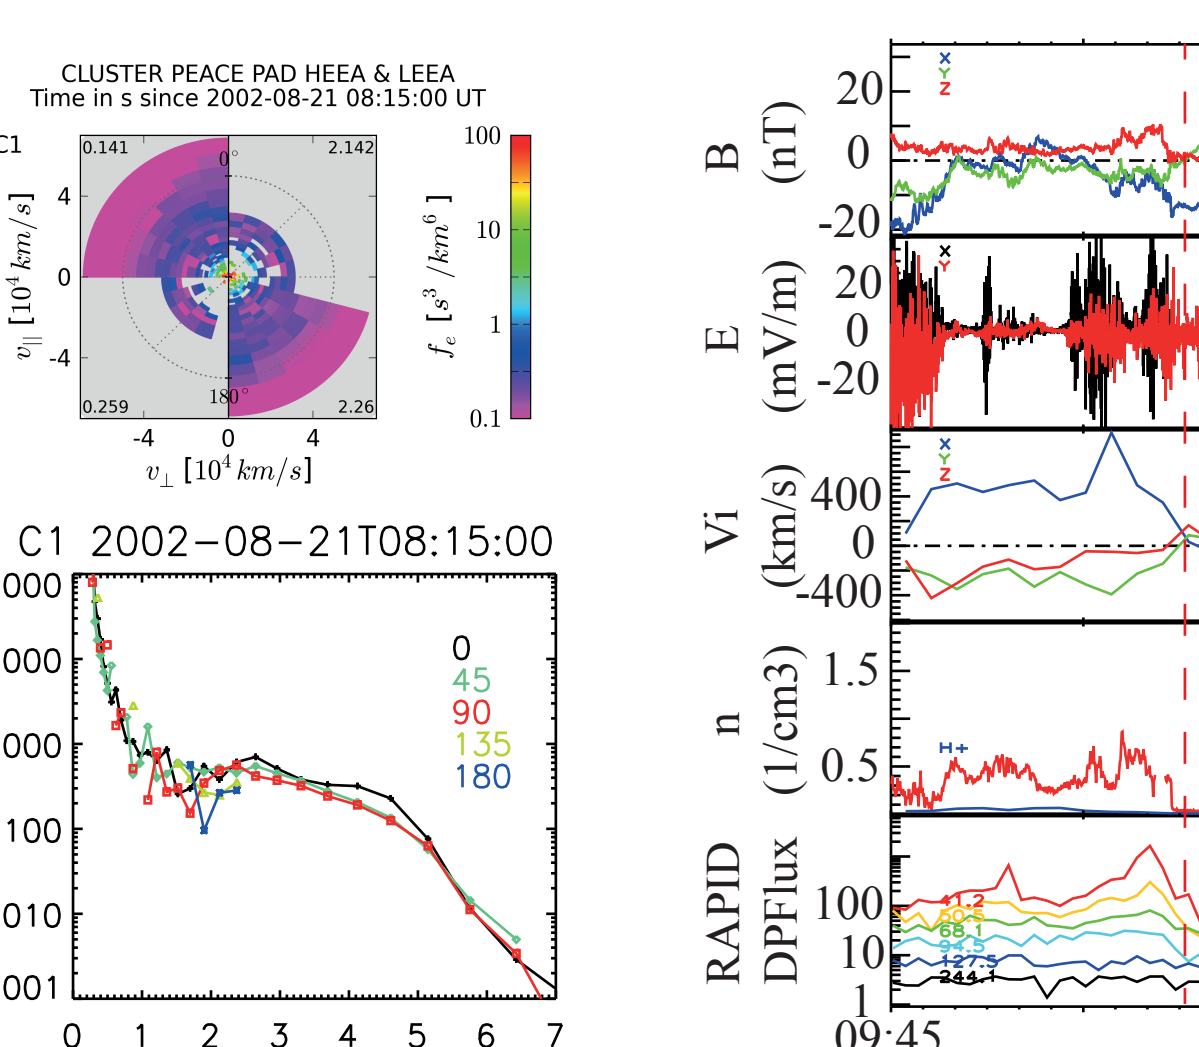 CLUSTER PEACE PAD HEEA & LEEA
Time in s since 2002-08-21 08:15:00 UT
C1
0.141
2.142
0°
4
0
-4
v∥ [10⁴ km/s]
180°
0.259
2.26
-4 0 4
v⊥ [10⁴ km/s]
100
10
1
0.1
fₑ [s³/km⁶]
C1 2002-08-21T08:15:00
000
000
000
100
010
001
0
45
90
135
180
0 1 2 3 4 5 6 7
B
(nT)
20
0
-20
X
Y
Z
E
(mV/m)
20
0
-20
X
Y
Vi
(km/s)
400
0
-400
X
Y
Z
n
(1/cm3)
1.5
0.5
H+
RAPID
DPFlux
100
10
1
41.2
50.5
68.1
94.5
127.5
244.1
09:45